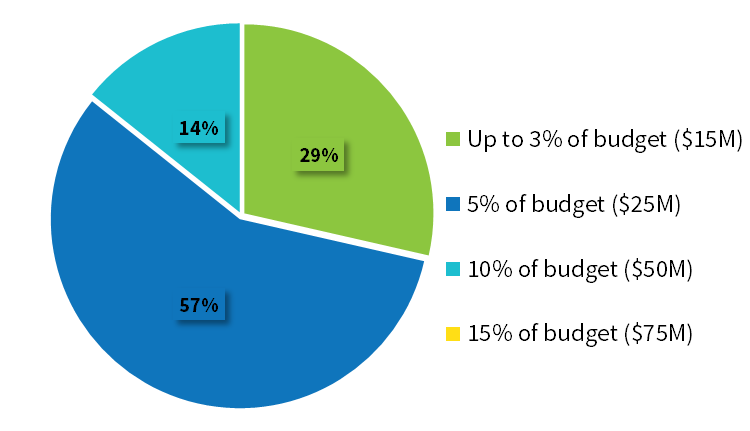 14%
29%
57%
Up to 3% of budget ($15M)
5% of budget ($25M)
10% of budget ($50M)
15% of budget ($75M)